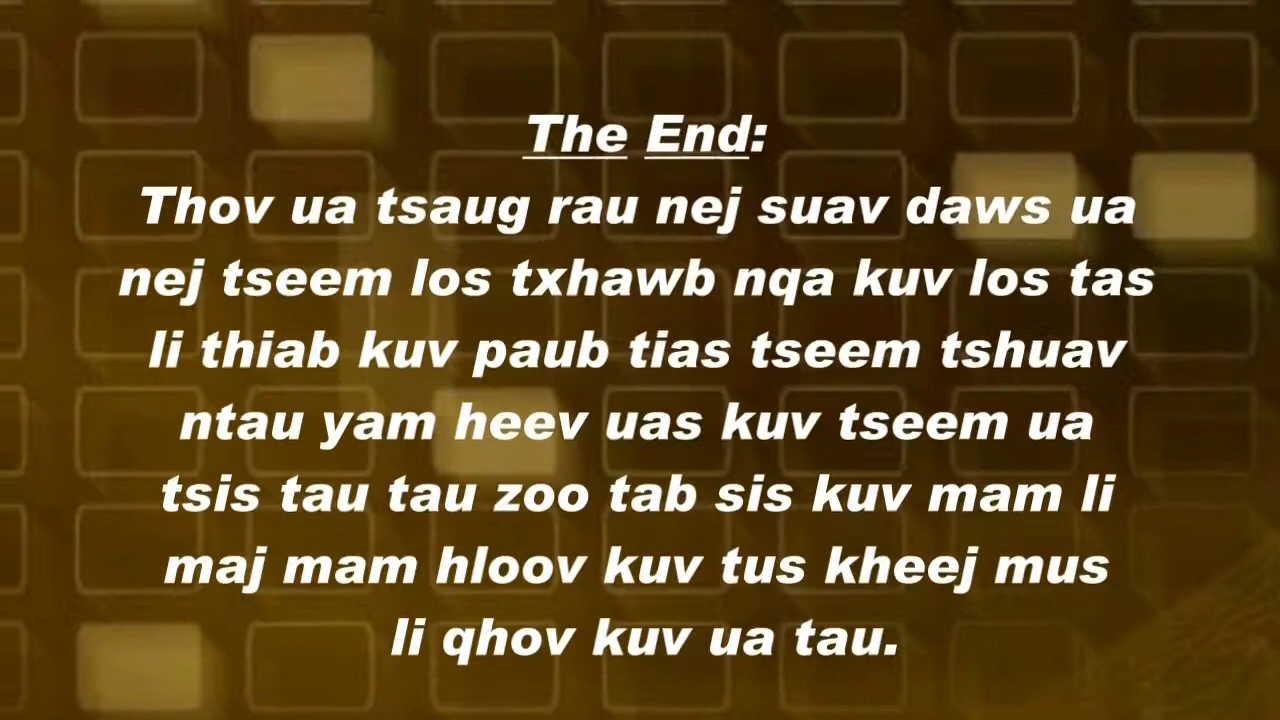 The End:
Thov ua tsaug rau nej suav daws ua
nej tseem los txhawb nqa kuv los tas
li thiab kuv paub tias tseem tshuav
ntau yam heev uas kuv tseem ua
tsis tau tau zoo tab sis kuv mam li
maj mam hloov kuv tus kheej mus
li qhov kuv ua tau.